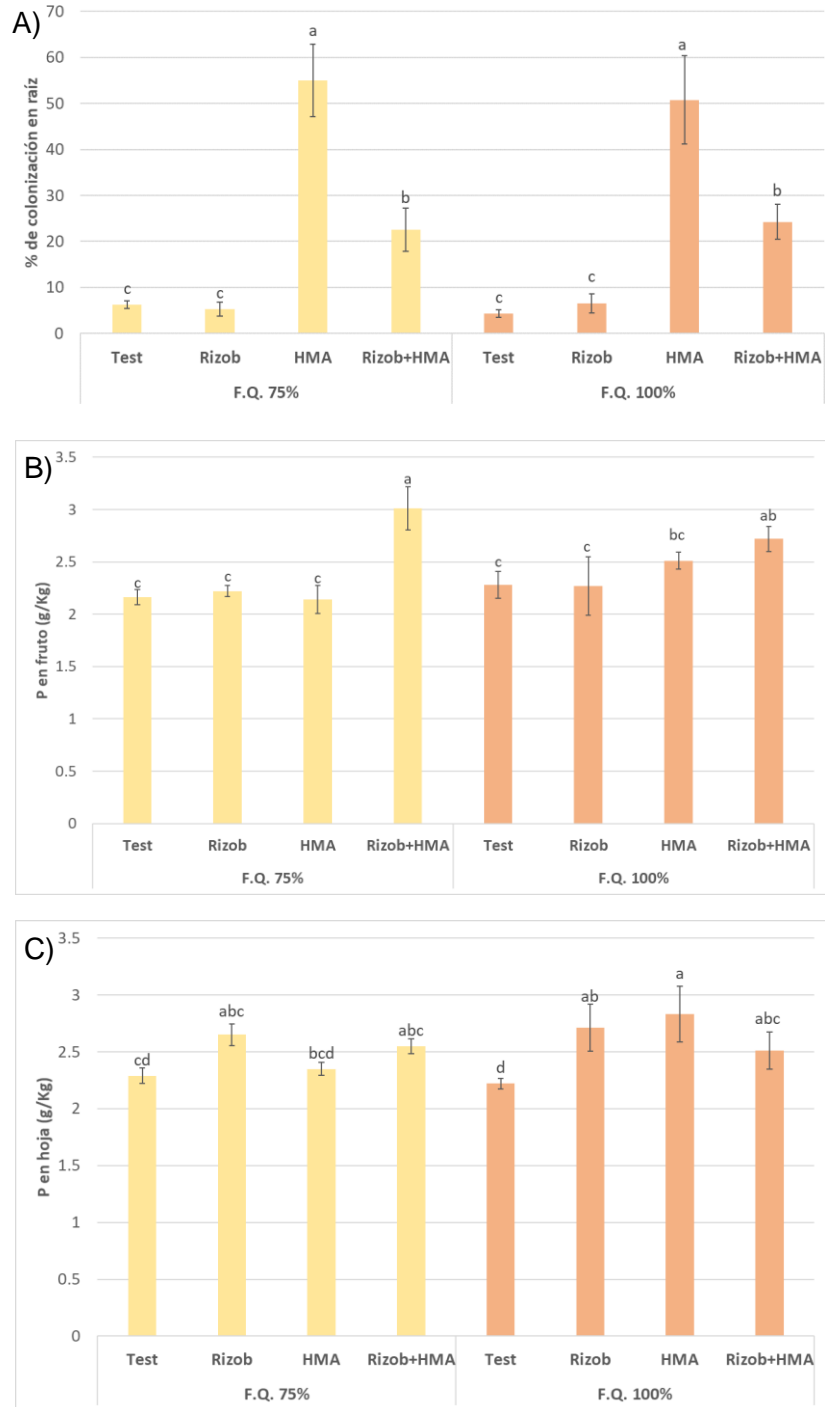 A)
% de colonización en raíz
70
60
50
40
30
20
10
0
c c a b c c a b
Test Rizob HMA Rizob+HMA Test Rizob HMA Rizob+HMA
F.Q. 75% F.Q. 100%
B)
P en fruto (g/Kg)
3.5
3
2.5
2
1.5
1
0.5
0
c c c a c c bc ab
Test Rizob HMA Rizob+HMA Test Rizob HMA Rizob+HMA
F.Q. 75% F.Q. 100%
C)
P en hoja (g/Kg)
3.5
3
2.5
2
1.5
1
0.5
0
cd abc bcd abc d ab a abc
Test Rizob HMA Rizob+HMA Test Rizob HMA Rizob+HMA
F.Q. 75% F.Q. 100%